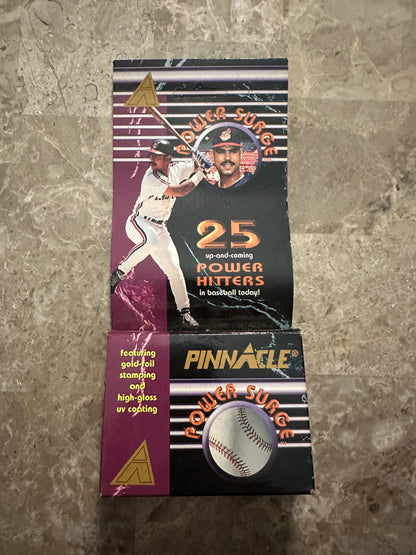 POWER SURGE
25
up-and-coming
POWER
HITTERS
in baseball today!
featuring
gold-foil
stamping
and
high-gloss
uv coating
PINNACLE®
POWER SURGE